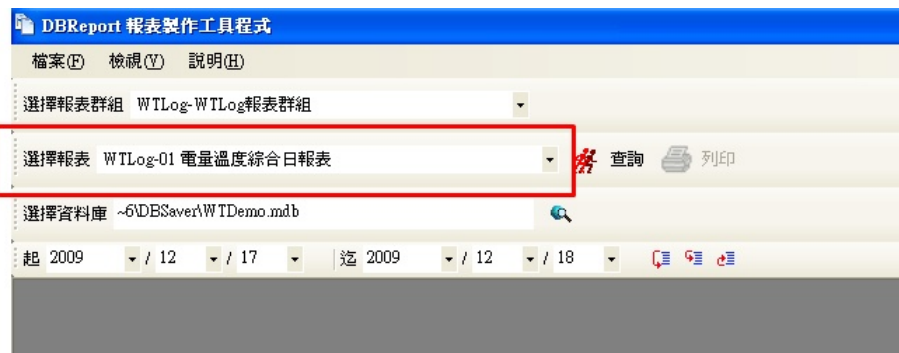 DBReport 報表製作工具程式
檔案(F) 檢視(V) 說明(H)
選擇報表群組 WTLog-WTLog報表群組
選擇報表 WTLog-01 電量溫度綜合日報表 查詢 列印
選擇資料庫 ~6\DBSaver\WTDemo.mdb
起 2009 / 12 / 17 迄 2009 / 12 / 18